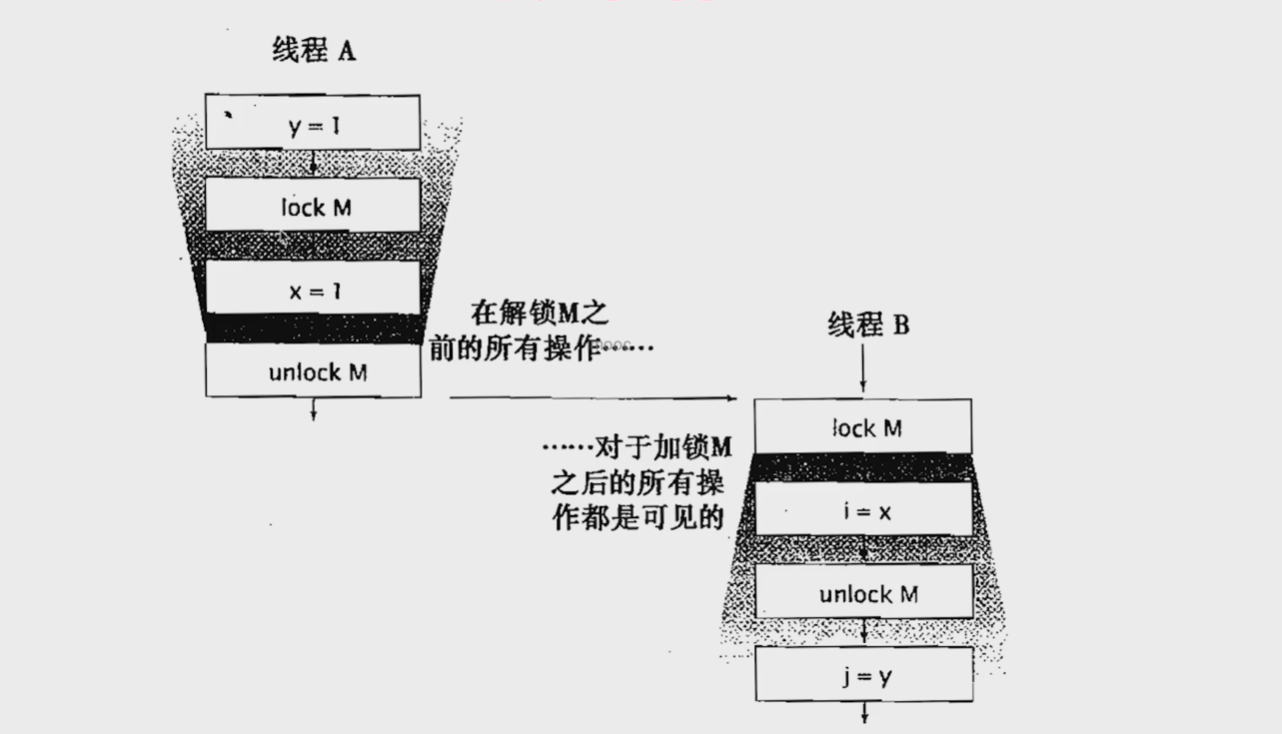 线程 A
y = 1
lock M
x = 1
unlock M
在解锁M之
前的所有操作……
线程 B
……对于加锁M
之后的所有操
作都是可见的
lock M
i = x
unlock M
j = y